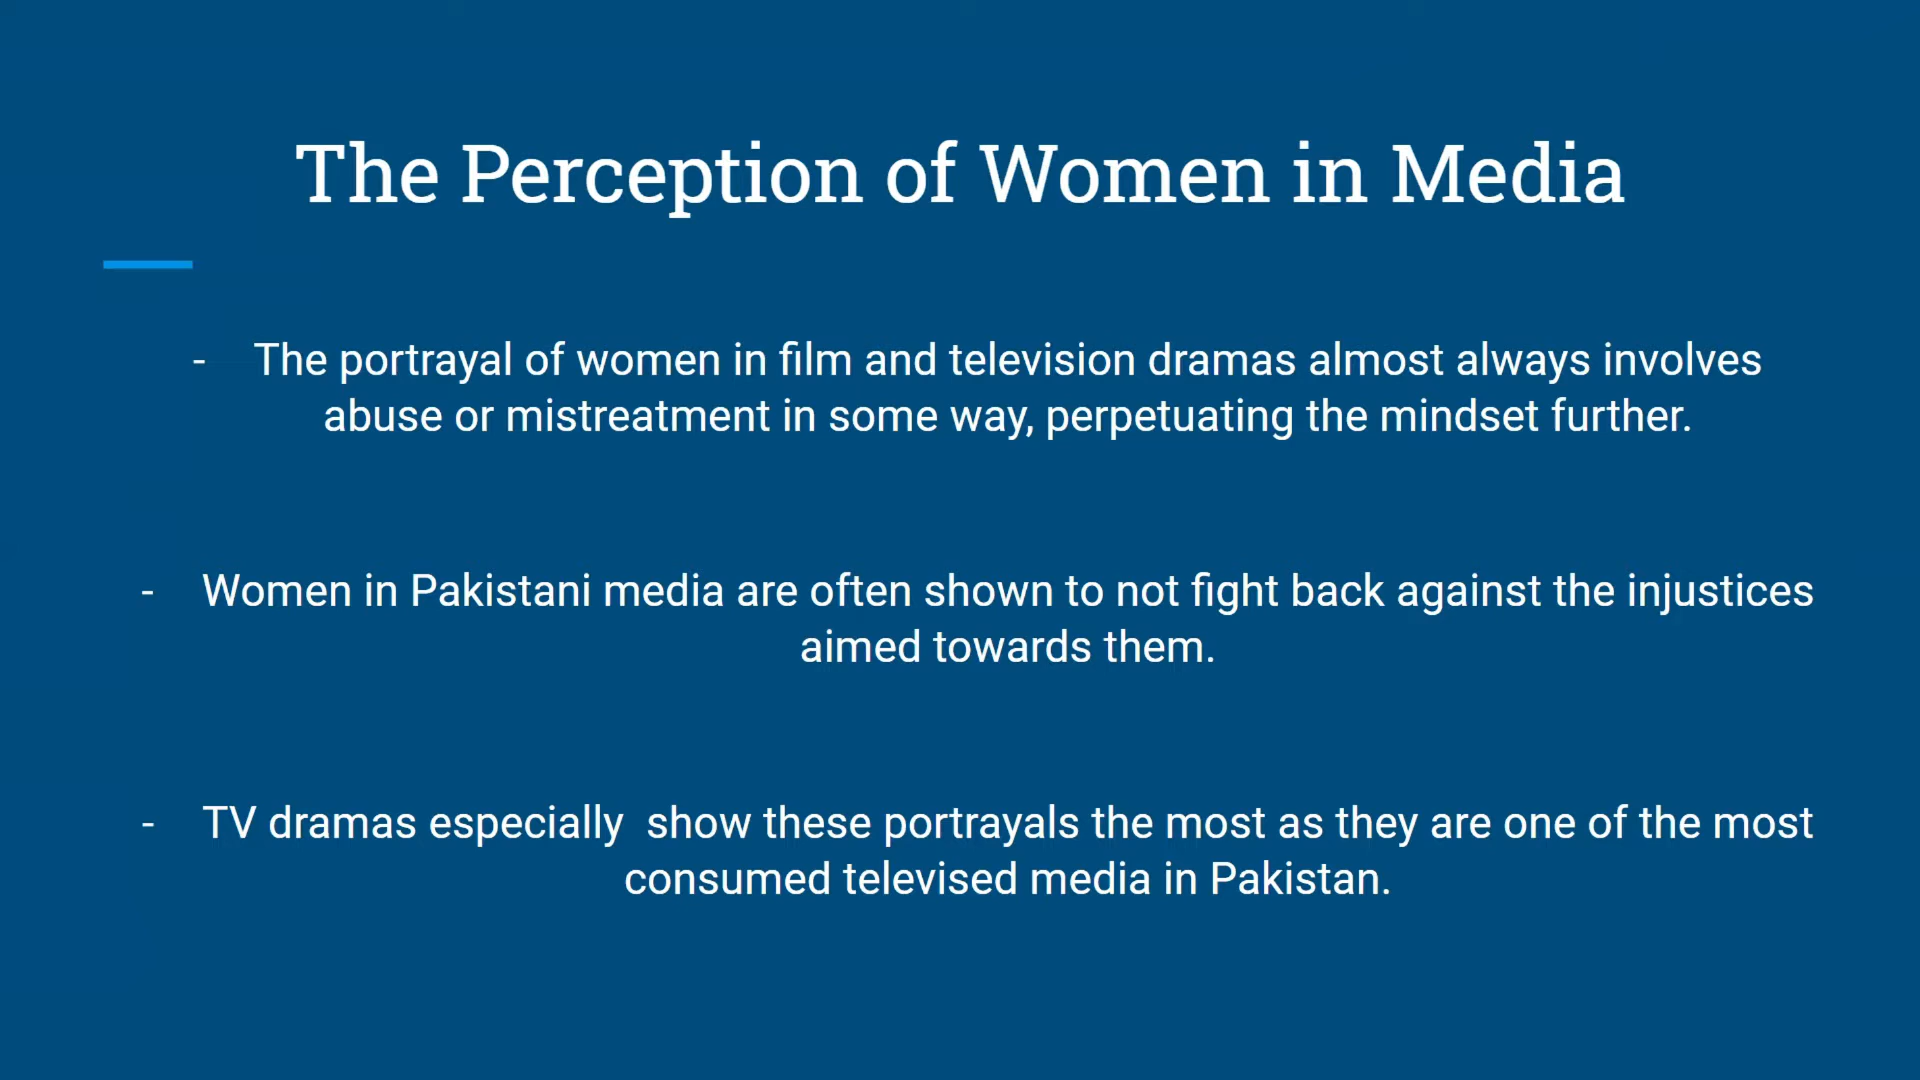 The Perception of Women in Media
- The portrayal of women in film and television dramas almost always involves
abuse or mistreatment in some way, perpetuating the mindset further.
- Women in Pakistani media are often shown to not fight back against the injustices
aimed towards them.
- TV dramas especially  show these portrayals the most as they are one of the most
consumed televised media in Pakistan.